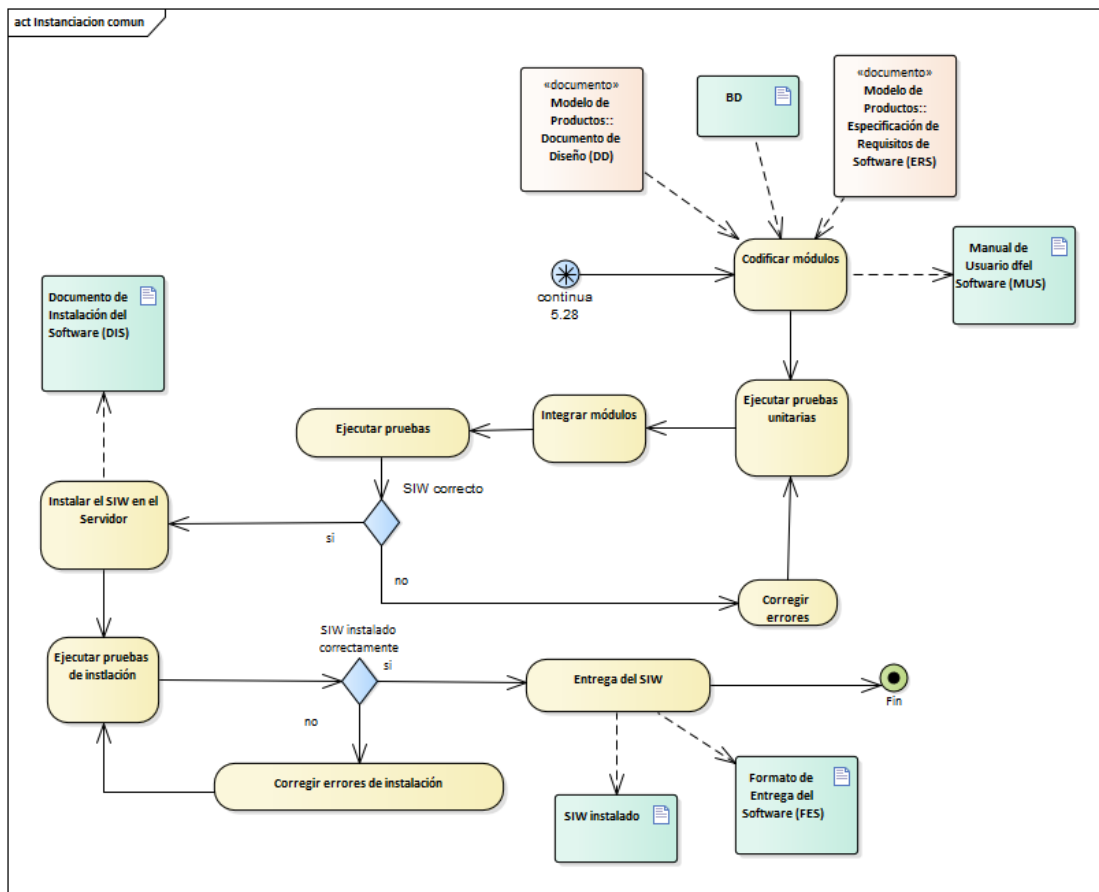 act Instanciacion comun
«documento»
Modelo de
Productos::
Documento de
Diseño (DD)
BD
«documento»
Modelo de
Productos::
Especificación de
Requisitos de
Software (ERS)
Codificar módulos
Manual de
Usuario dfel
Software (MUS)
continua
5.28
Documento de
Instalación del
Software (DIS)
Ejecutar pruebas
unitarias
Integrar módulos
Ejecutar pruebas
SIW correcto
Instalar el SIW en el
Servidor
si
no
Corregir
errores
SIW instalado
correctamente
si
Ejecutar pruebas
de instlación
Entrega del SIW
Fin
no
Corregir errores de instalación
SIW instalado
Formato de
Entrega del
Software (FES)